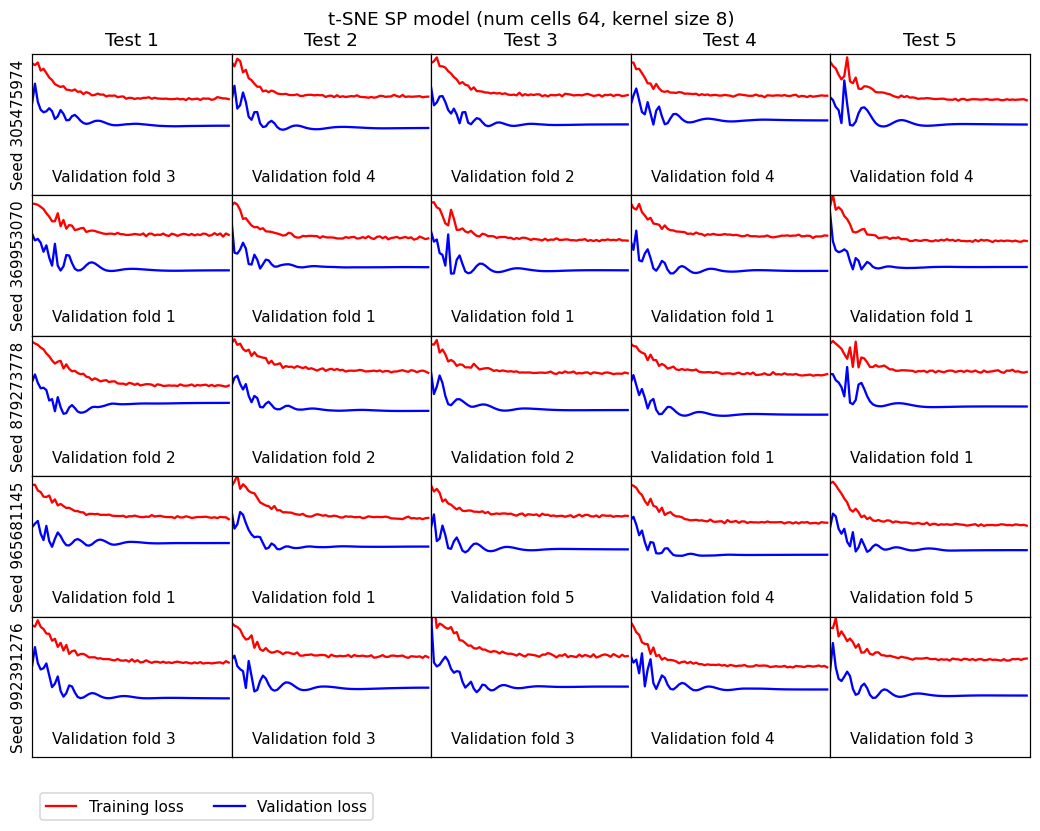 t-SNE SP model (num cells 64, kernel size 8)
Test 1 Test 2 Test 3 Test 4 Test 5
Seed 3054759974
Validation fold 3 Validation fold 4 Validation fold 2 Validation fold 4 Validation fold 4
Seed 369953070
Validation fold 1 Validation fold 1 Validation fold 1 Validation fold 1 Validation fold 1
Seed 879273778
Validation fold 2 Validation fold 2 Validation fold 2 Validation fold 1 Validation fold 1
Seed 965681145
Validation fold 1 Validation fold 1 Validation fold 5 Validation fold 4 Validation fold 5
Seed 992391276
Validation fold 3 Validation fold 3 Validation fold 3 Validation fold 4 Validation fold 3
Training loss Validation loss